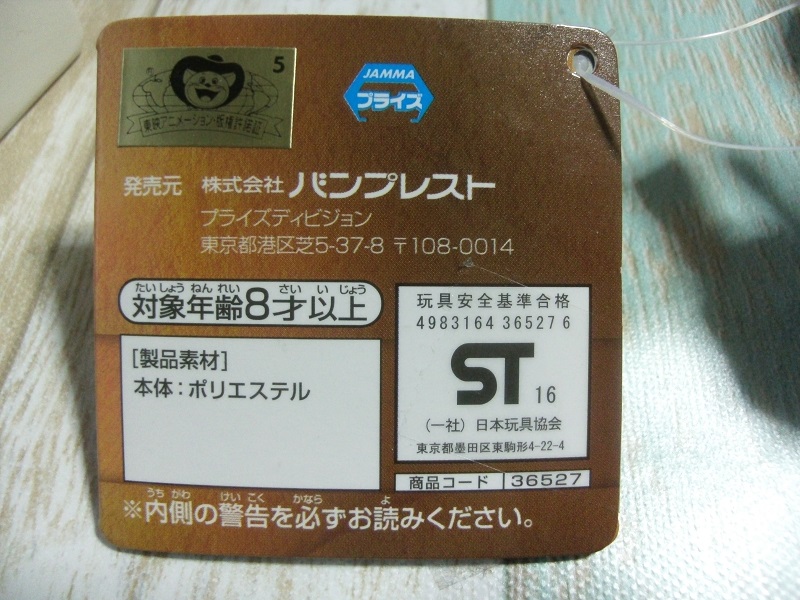 5
東映アニメーション・版権許諾証
JAMMA
プライズ
発売元 株式会社 バンプレスト
プライズディビジョン
東京都港区芝5-37-8 〒108-0014
たいしょう ねん れい さい い じょう
対象年齢8才以上
[製品素材]
本体:ポリエステル
玩具安全基準合格
4983164 365276
ST 16
(一社) 日本玩具協会
東京都墨田区東駒形4-22-4
商品コード 36527
うち がわ けい こく かなら よ
※内側の警告を必ずお読みください。